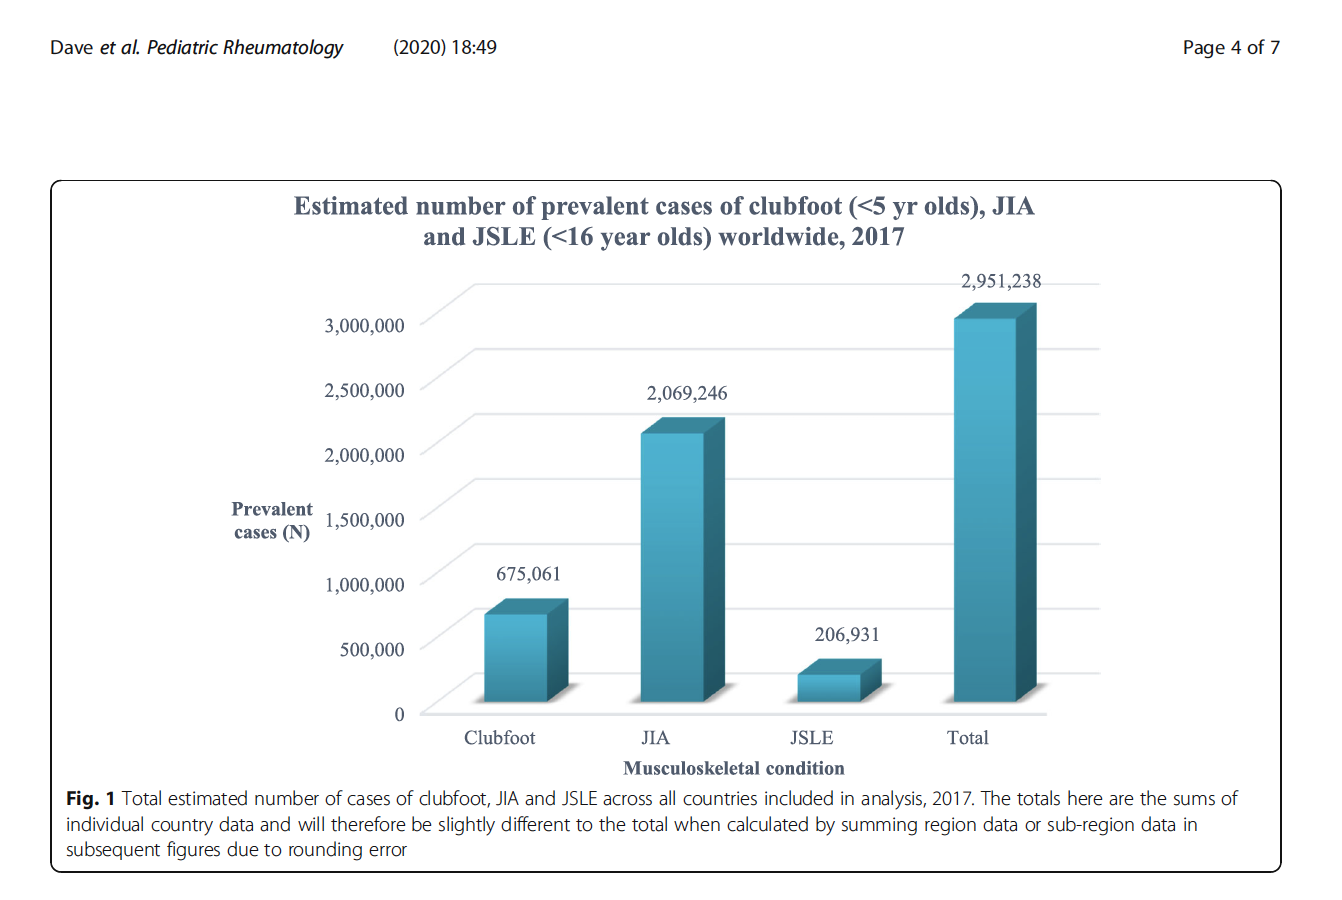 Dave et al. Pediatric Rheumatology (2020) 18:49 Page 4 of 7
Estimated number of prevalent cases of clubfoot (<5 yr olds), JIA
and JSLE (<16 year olds) worldwide, 2017
2,951,238
3,000,000
2,500,000
2,069,246
2,000,000
Prevalent
cases (N)
1,500,000
675,061
1,000,000
206,931
500,000
0
Clubfoot JIA JSLE Total
Musculoskeletal condition
Fig. 1 Total estimated number of cases of clubfoot, JIA and JSLE across all countries included in analysis, 2017. The totals here are the sums of
individual country data and will therefore be slightly different to the total when calculated by summing region data or sub-region data in
subsequent figures due to rounding error